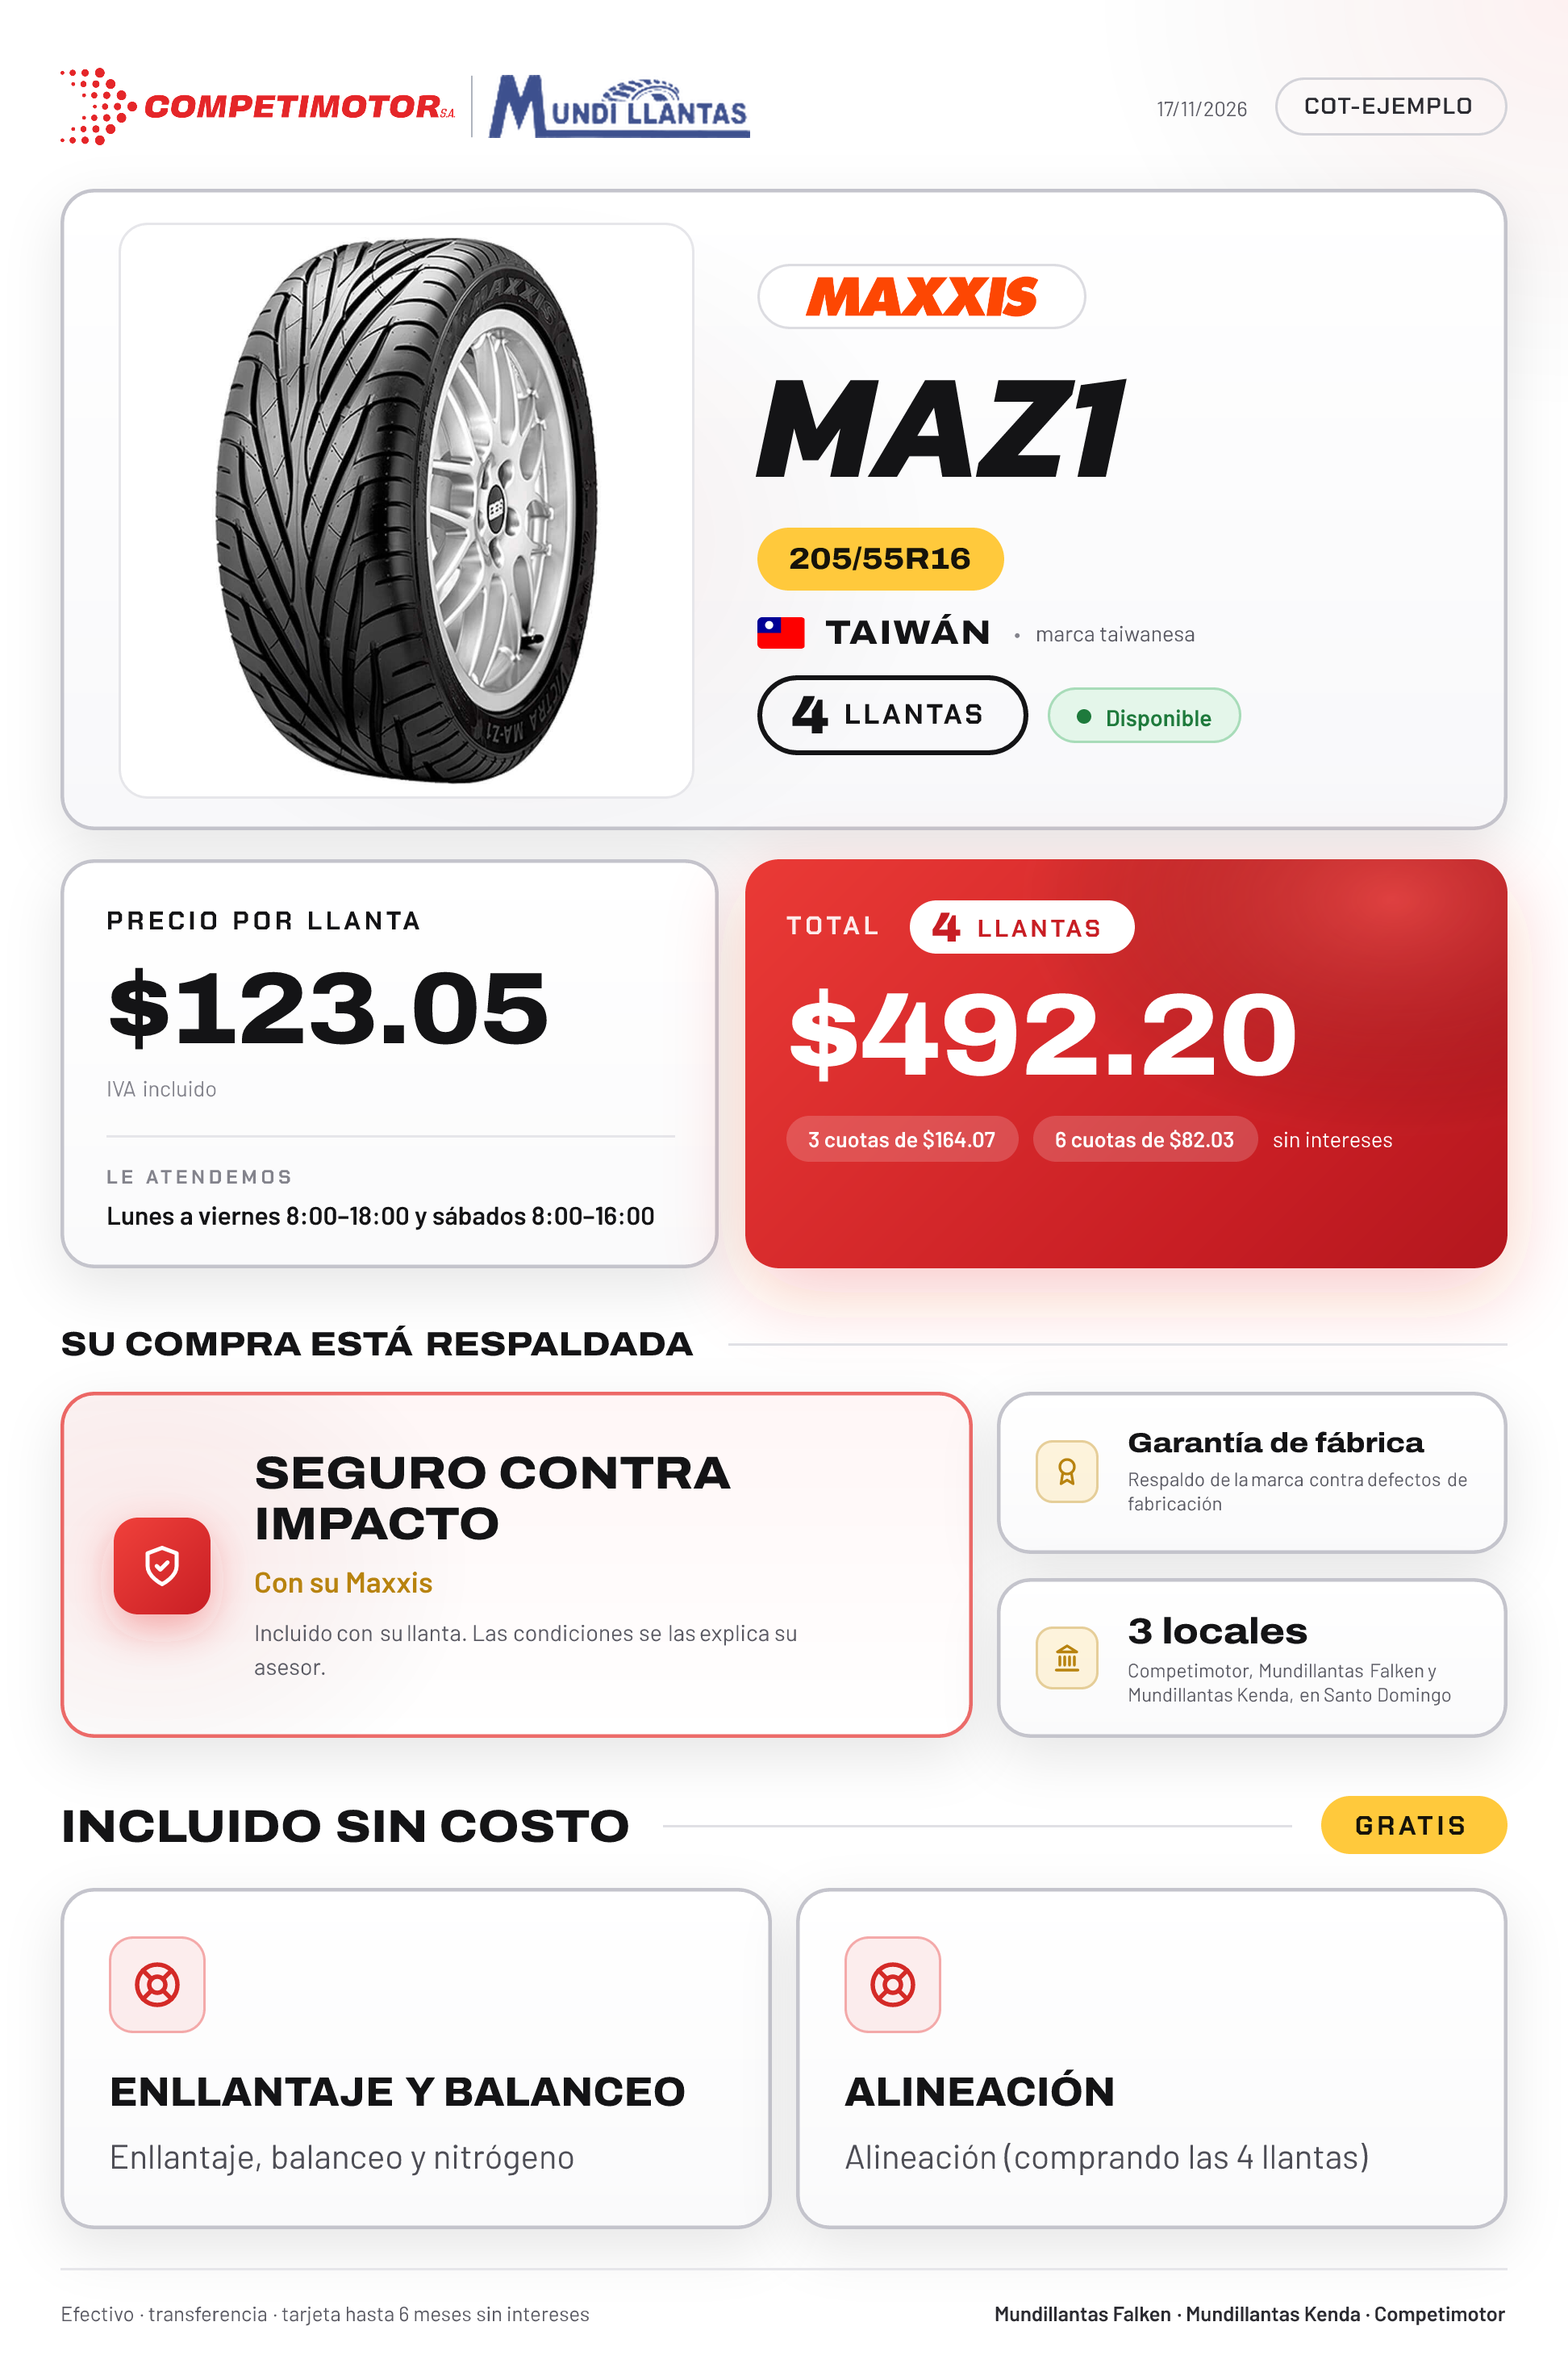 COMPETIMOTOR S.A.
MUNDILLANTAS
17/11/2026
COT-EJEMPLO
MAXXIS
VICTRA MA-Z1
BBS
MAXXIS
MAZ1
205/55R16
TAIWÁN • marca taiwanesa
4 LLANTAS
Disponible
PRECIO POR LLANTA
$123.05
IVA incluido
LE ATENDEMOS
Lunes a viernes 8:00–18:00 y sábados 8:00–16:00
TOTAL 4 LLANTAS
$492.20
3 cuotas de $164.07 6 cuotas de $82.03 sin intereses
SU COMPRA ESTÁ RESPALDADA
SEGURO CONTRA
IMPACTO
Con su Maxxis
Incluido con su llanta. Las condiciones se las explica su
asesor.
Garantía de fábrica
Respaldo de la marca contra defectos de
fabricación
3 locales
Competimotor, Mundillantas Falken y
Mundillantas Kenda, en Santo Domingo
INCLUIDO SIN COSTO
GRATIS
ENLLANTAJE Y BALANCEO
Enllantaje, balanceo y nitrógeno
ALINEACIÓN
Alineación (comprando las 4 llantas)
Efectivo · transferencia · tarjeta hasta 6 meses sin intereses
Mundillantas Falken · Mundillantas Kenda · Competimotor